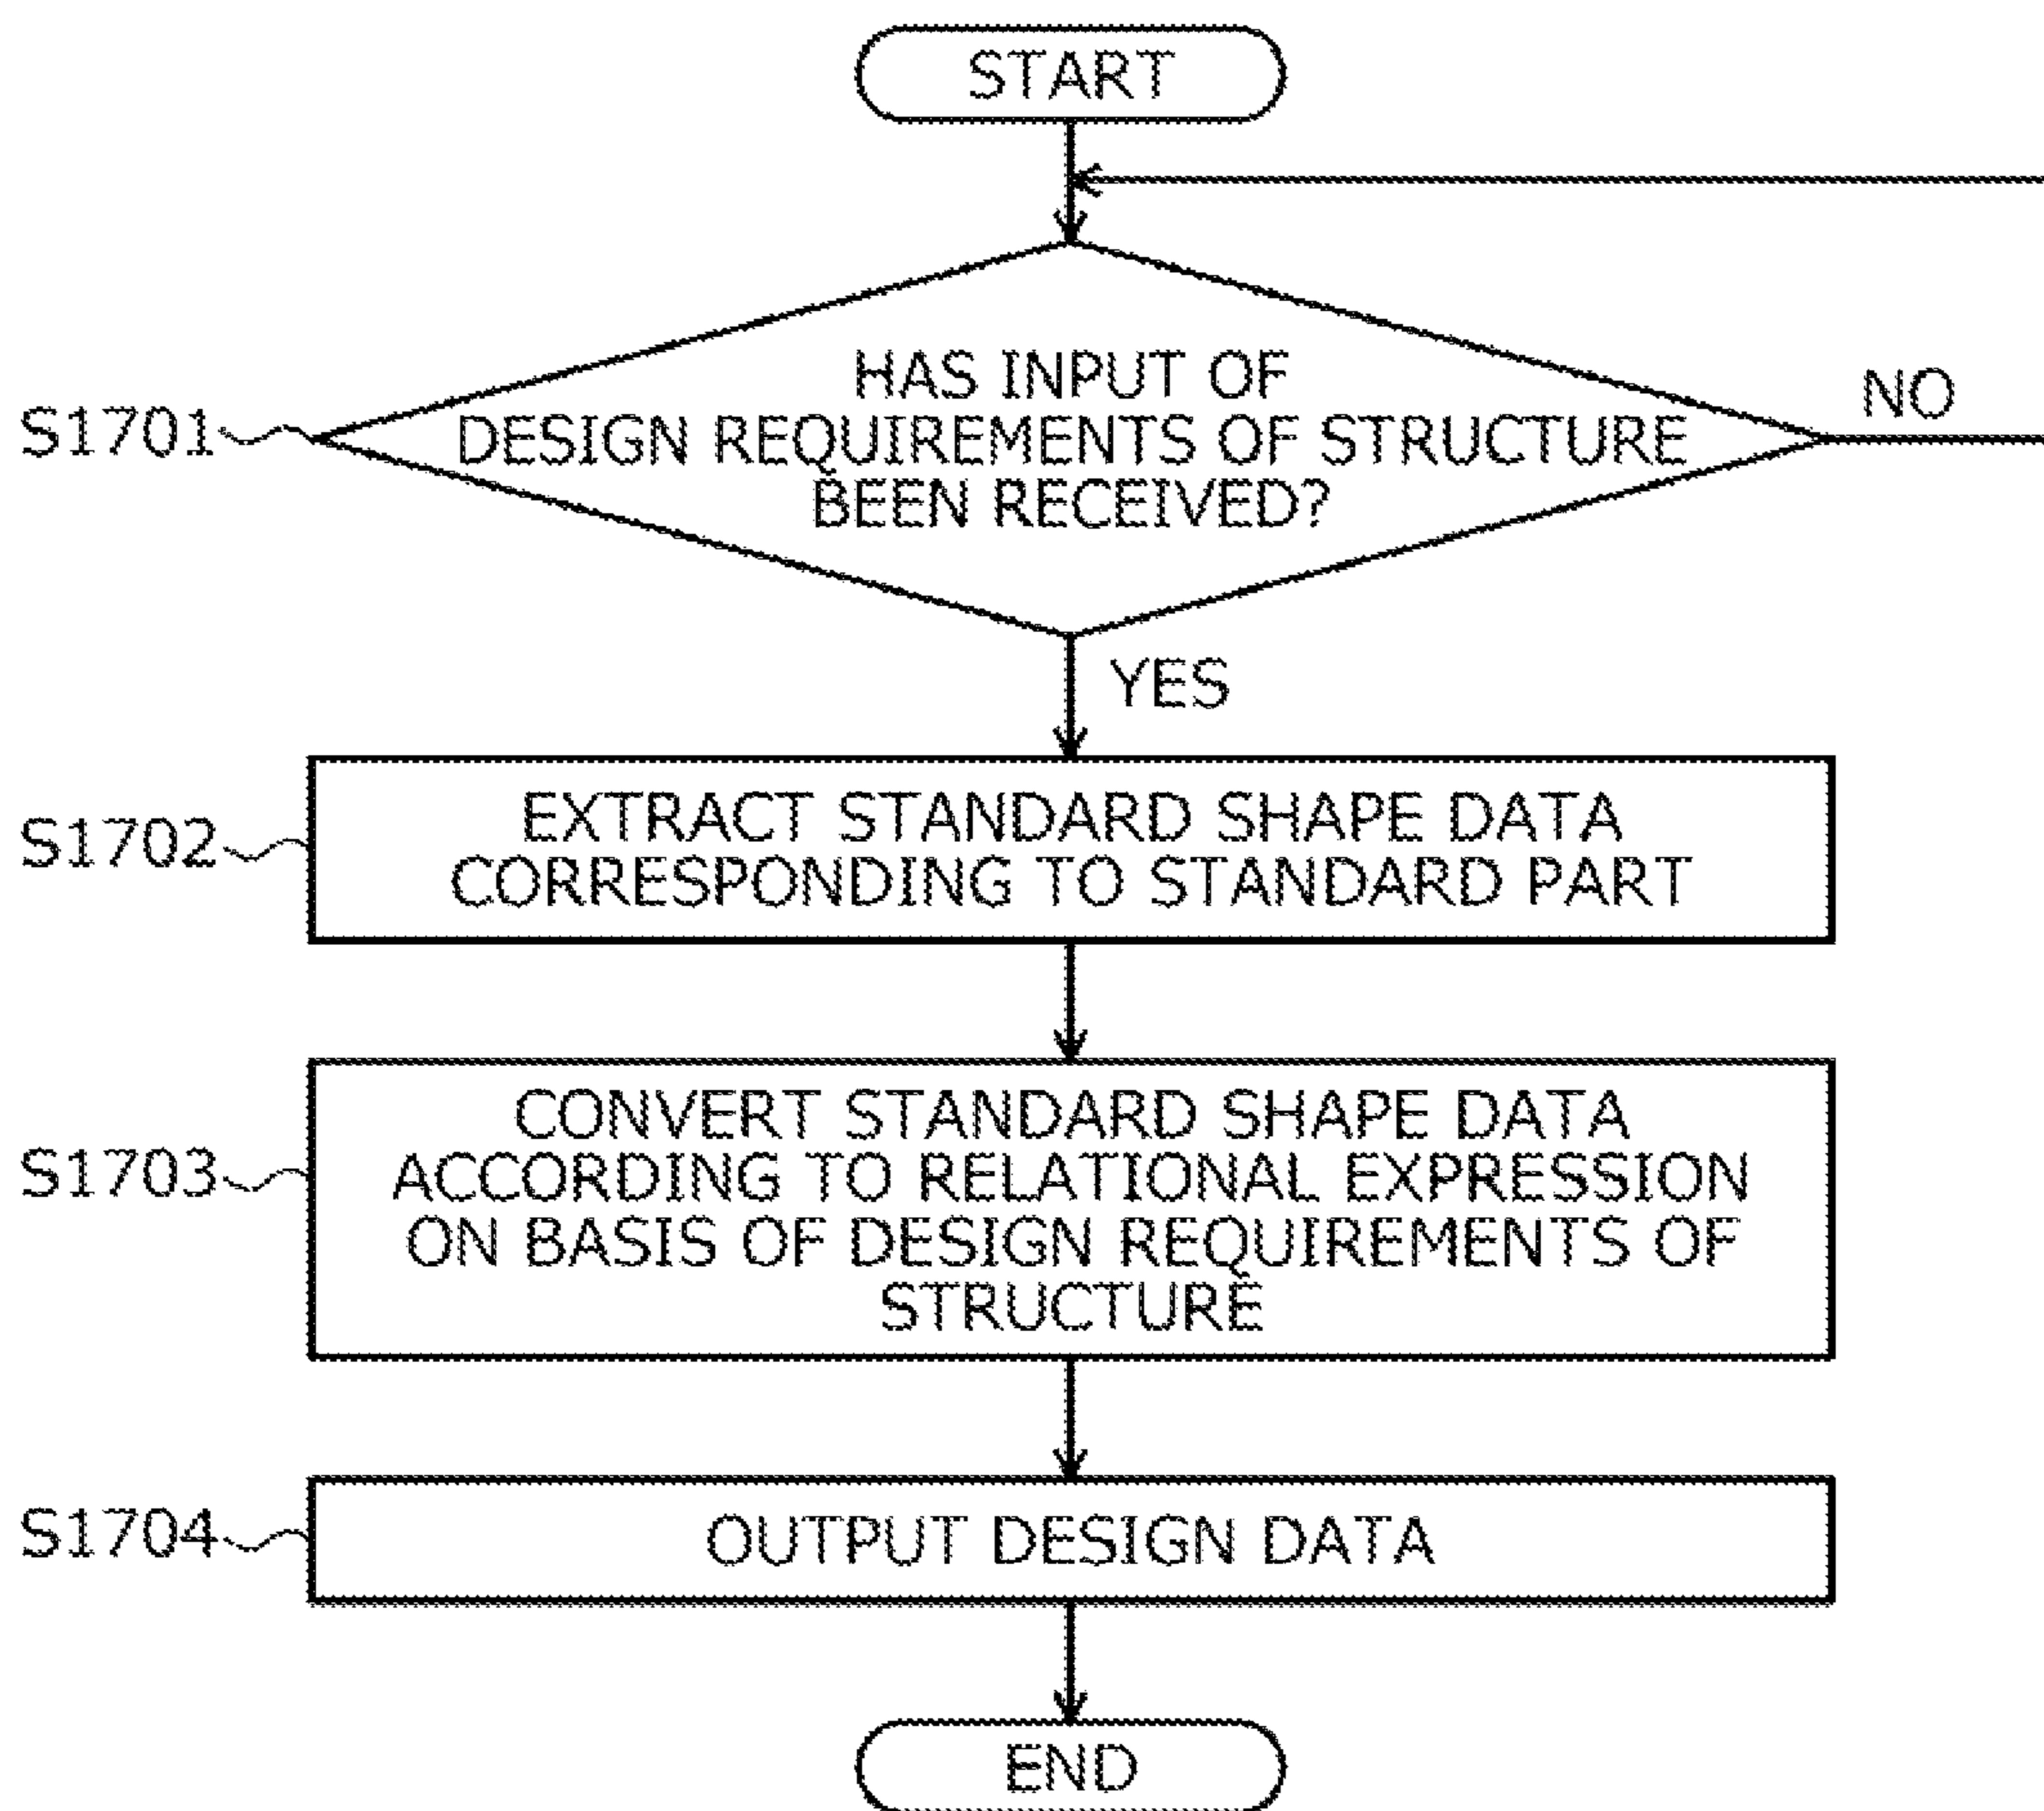 START
HAS INPUT OF
DESIGN REQUIREMENTS OF STRUCTURE
BEEN RECEIVED?
S1701
NO
YES
S1702
EXTRACT STANDARD SHAPE DATA
CORRESPONDING TO STANDARD PART
S1703
CONVERT STANDARD SHAPE DATA
ACCORDING TO RELATIONAL EXPRESSION
ON BASIS OF DESIGN REQUIREMENTS OF
STRUCTURE
S1704
OUTPUT DESIGN DATA
END